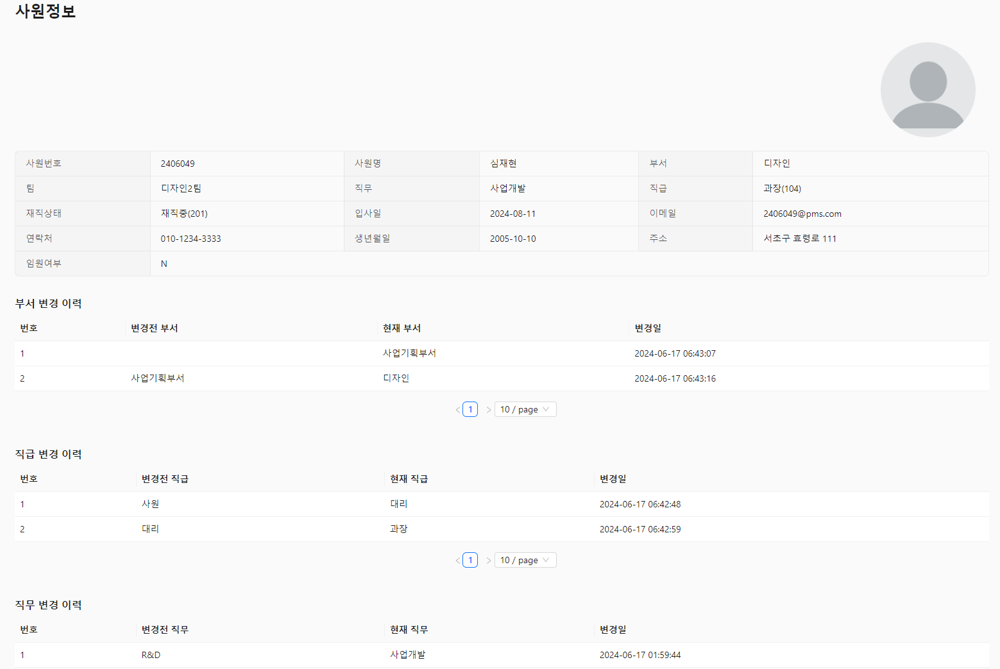 사원정보
사원번호 2406049 사원명 심재현 부서 디자인
팀 디자인2팀 직무 사업개발 직급 과장(104)
재직상태 재직중(201) 입사일 2024-08-11 이메일 2406049@pms.com
연락처 010-1234-3333 생년월일 2005-10-10 주소 서초구 효령로 111
임원여부 N
부서 변경 이력
번호 변경전 부서 현재 부서 변경일
1 사업기획부서 2024-06-17 06:43:07
2 사업기획부서 디자인 2024-06-17 06:43:16
< 1 > 10 / page
직급 변경 이력
번호 변경전 직급 현재 직급 변경일
1 사원 대리 2024-06-17 06:42:48
2 대리 과장 2024-06-17 06:42:59
< 1 > 10 / page
직무 변경 이력
번호 변경전 직무 현재 직무 변경일
1 R&D 사업개발 2024-06-17 01:59:44